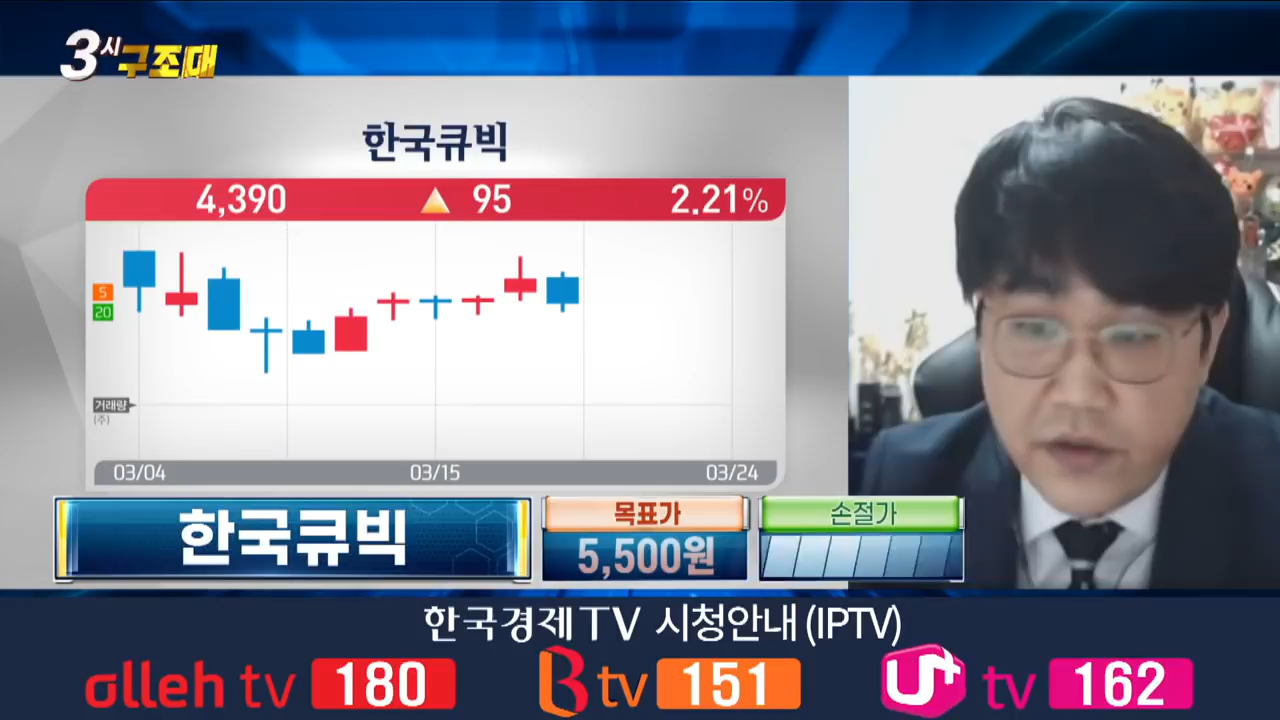 3시 구조대
한국큐빅
4,390 ▲ 95 2.21%
5
20
거래량
(주)
03/04 03/15 03/24
한국큐빅
목표가
5,500원
손절가
한국경제TV 시청안내 (IPTV)
olleh tv 180 B tv 151 U+ tv 162